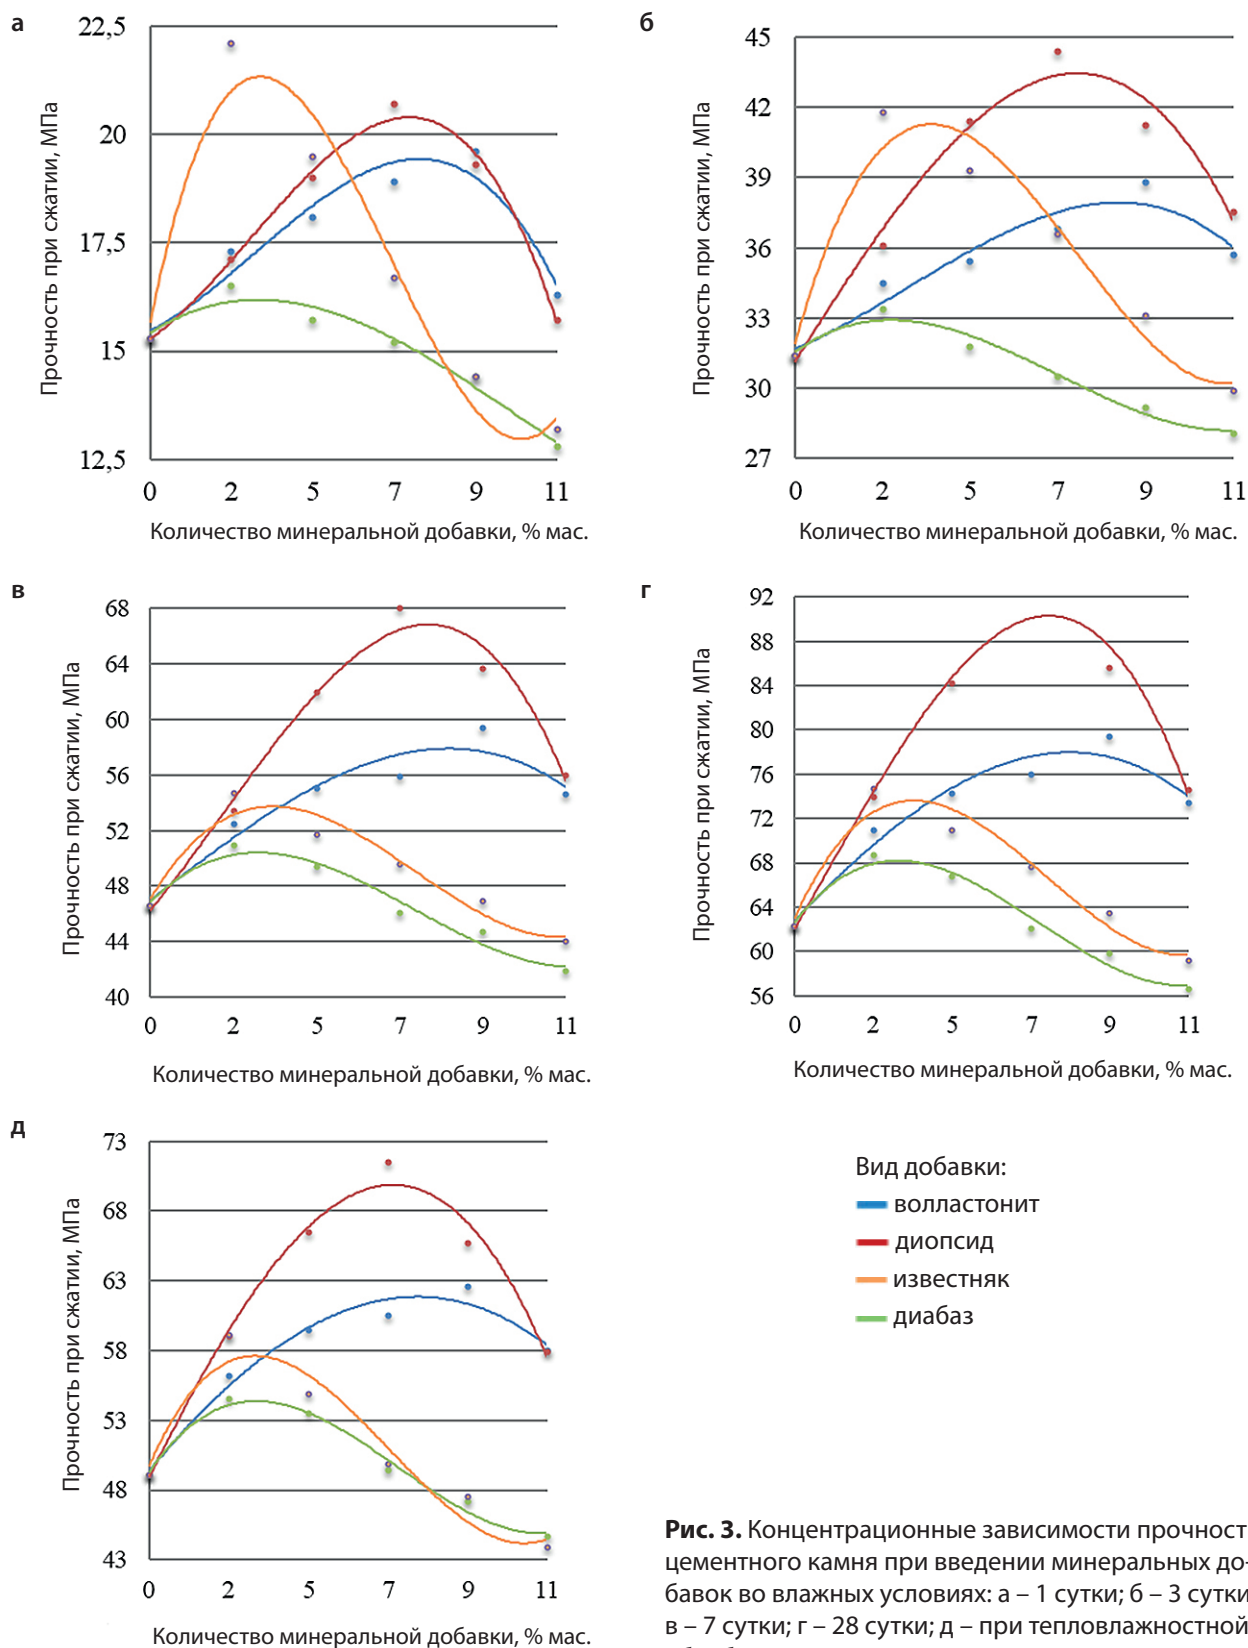 а
22,5
20
17,5
15
12,5
Прочность при сжатии, МПа
0 2 5 7 9 11
Количество минеральной добавки, % мас.
б
45
42
39
36
33
30
27
Прочность при сжатии, МПа
0 2 5 7 9 11
Количество минеральной добавки, % мас.
в
68
64
60
56
52
48
44
40
Прочность при сжатии, МПа
0 2 5 7 9 11
Количество минеральной добавки, % мас.
г
92
88
84
80
76
72
68
64
60
56
Прочность при сжатии, МПа
0 2 5 7 9 11
Количество минеральной добавки, % мас.
д
73
68
63
58
53
48
43
Прочность при сжатии, МПа
0 2 5 7 9 11
Количество минеральной добавки, % мас.
Вид добавки:
волластонит
диопсид
известняк
диабаз
Рис. 3. Концентрационные зависимости прочност
цементного камня при введении минеральных до-
бавок во влажных условиях: а – 1 сутки; б – 3 сутки
в – 7 сутки; г – 28 сутки; д – при тепловлажностной